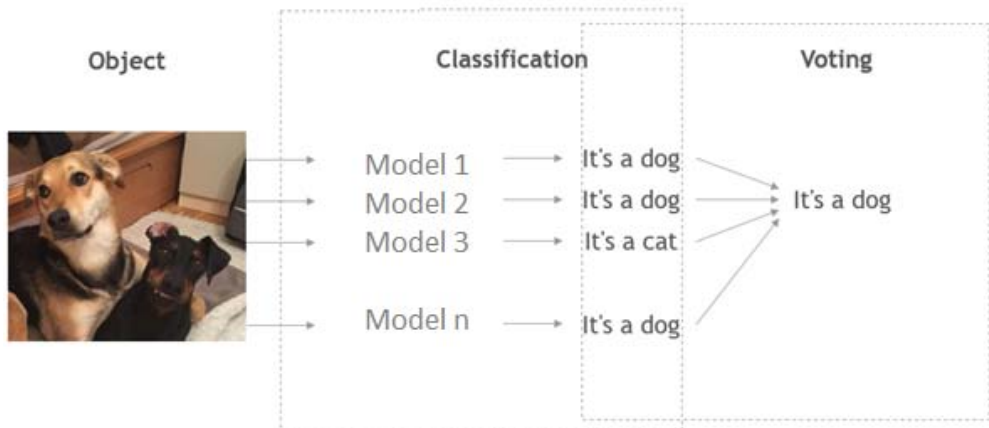 Object
Classification
Voting
Model 1
It's a dog
Model 2
It's a dog
It's a dog
Model 3
It's a cat
Model n
It's a dog